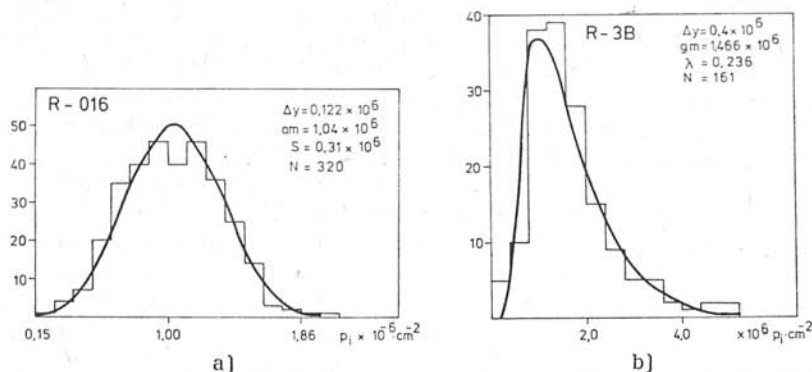 R - 016
Δy = 0,122 × 10⁶
am = 1,04 × 10⁶
S = 0,31 × 10⁶
N = 320
50
40
30
20
10
0,15
1,00
1,86
pᵢ × 10⁻⁶·cm⁻²
a)
R - 3B
Δy = 0,4 × 10⁶
gm = 1,466 × 10⁶
λ = 0,236
N = 161
40
30
20
10
2,0
4,0
×10⁶ pᵢ·cm⁻²
b)